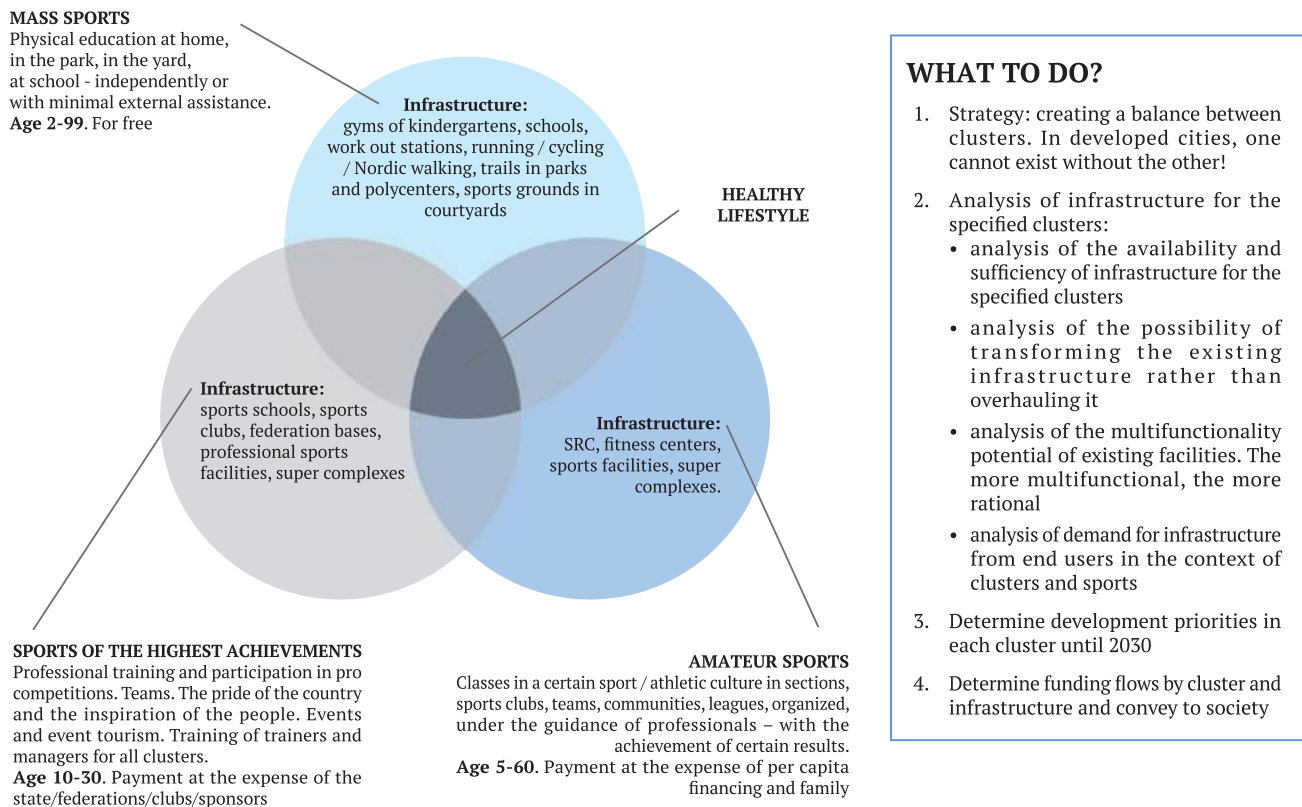 MASS SPORTS
Physical education at home,
in the park, in the yard,
at school - independently or
with minimal external assistance.
Age 2-99. For free
Infrastructure:
gyms of kindergartens, schools,
work out stations, running / cycling
/ Nordic walking, trails in parks
and polycenters, sports grounds in
courtyards
HEALTHY
LIFESTYLE
Infrastructure:
sports schools, sports
clubs, federation bases,
professional sports
facilities, super complexes
Infrastructure:
SRC, fitness centers,
sports facilities, super
complexes.
SPORTS OF THE HIGHEST ACHIEVEMENTS
Professional training and participation in pro
competitions. Teams. The pride of the country
and the inspiration of the people. Events
and event tourism. Training of trainers and
managers for all clusters.
Age 10-30. Payment at the expense of the
state/federations/clubs/sponsors
AMATEUR SPORTS
Classes in a certain sport / athletic culture in sections,
sports clubs, teams, communities, leagues, organized,
under the guidance of professionals – with the
achievement of certain results.
Age 5-60. Payment at the expense of per capita
financing and family
WHAT TO DO?
1. Strategy: creating a balance between
clusters. In developed cities, one
cannot exist without the other!
2. Analysis of infrastructure for the
specified clusters:
• analysis of the availability and
sufficiency of infrastructure for the
specified clusters
• analysis of the possibility of
transforming the existing
infrastructure rather than
overhauling it
• analysis of the multifunctionality
potential of existing facilities. The
more multifunctional, the more
rational
• analysis of demand for infrastructure
from end users in the context of
clusters and sports
3. Determine development priorities in
each cluster until 2030
4. Determine funding flows by cluster and
infrastructure and convey to society